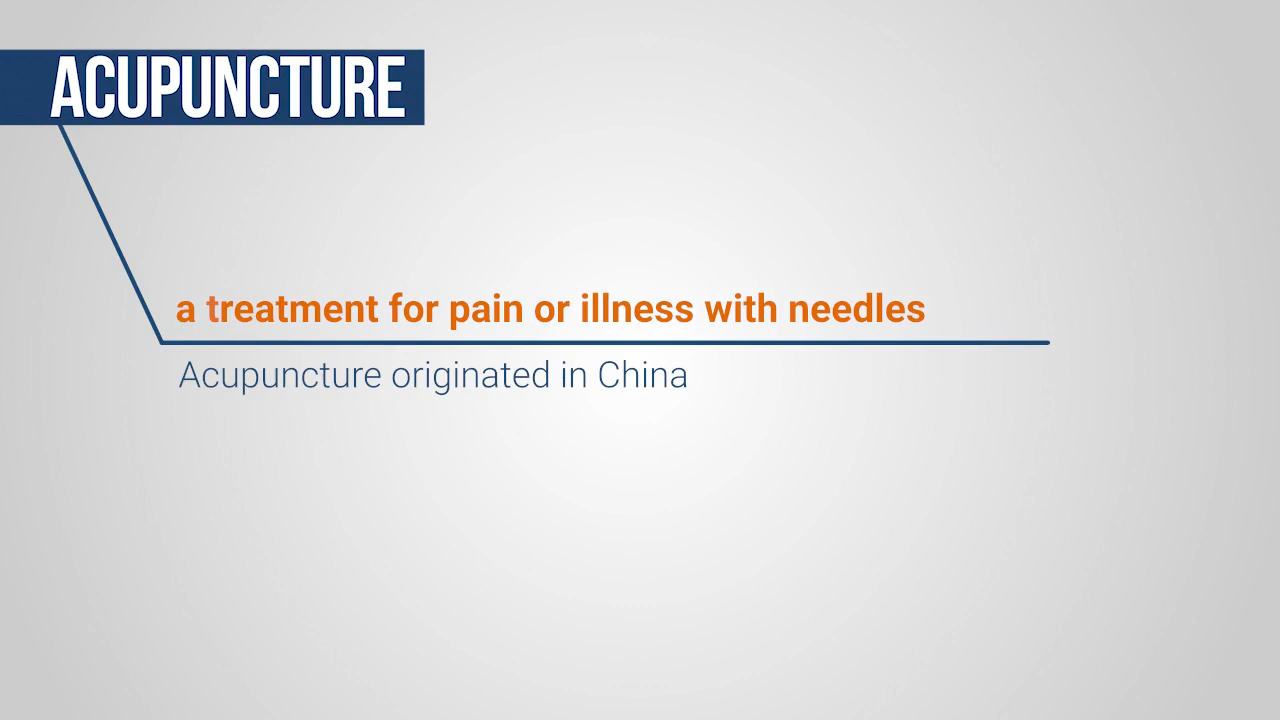 ACUPUNCTURE
a treatment for pain or illness with needles
Acupuncture originated in China